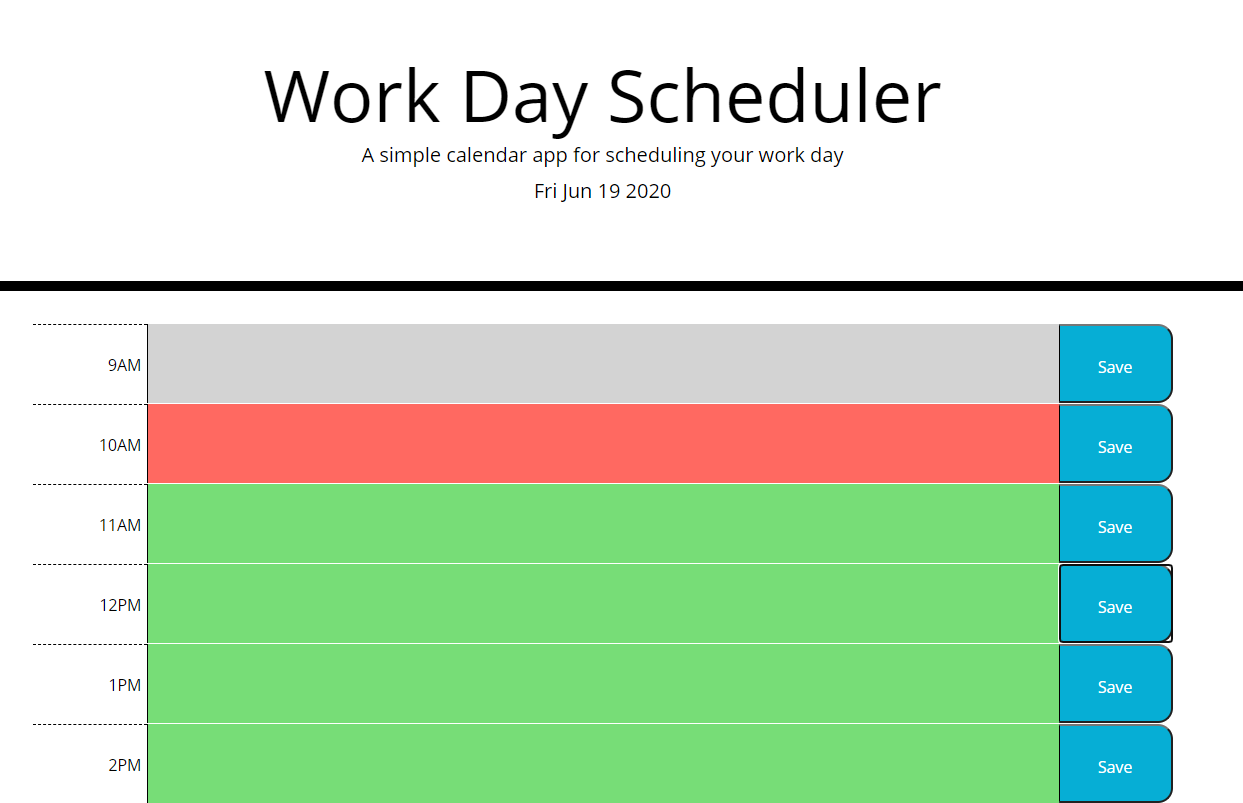 Work Day Scheduler
A simple calendar app for scheduling your work day
Fri Jun 19 2020
9AM Save
10AM Save
11AM Save
12PM Save
1PM Save
2PM Save